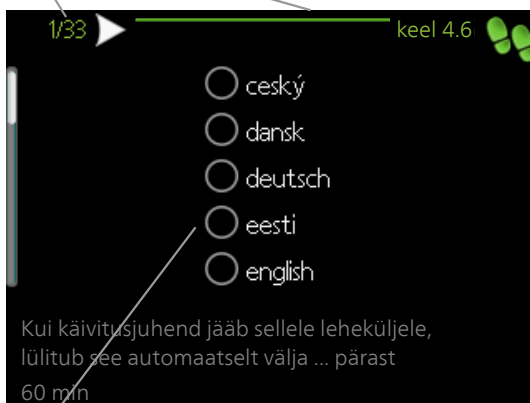 1/33
keel 4.6
ceský
dansk
deutsch
eesti
english
Kui käivitusjuhend jääb sellele leheküljele,
lülitub see automaatselt välja ... pärast
60 min